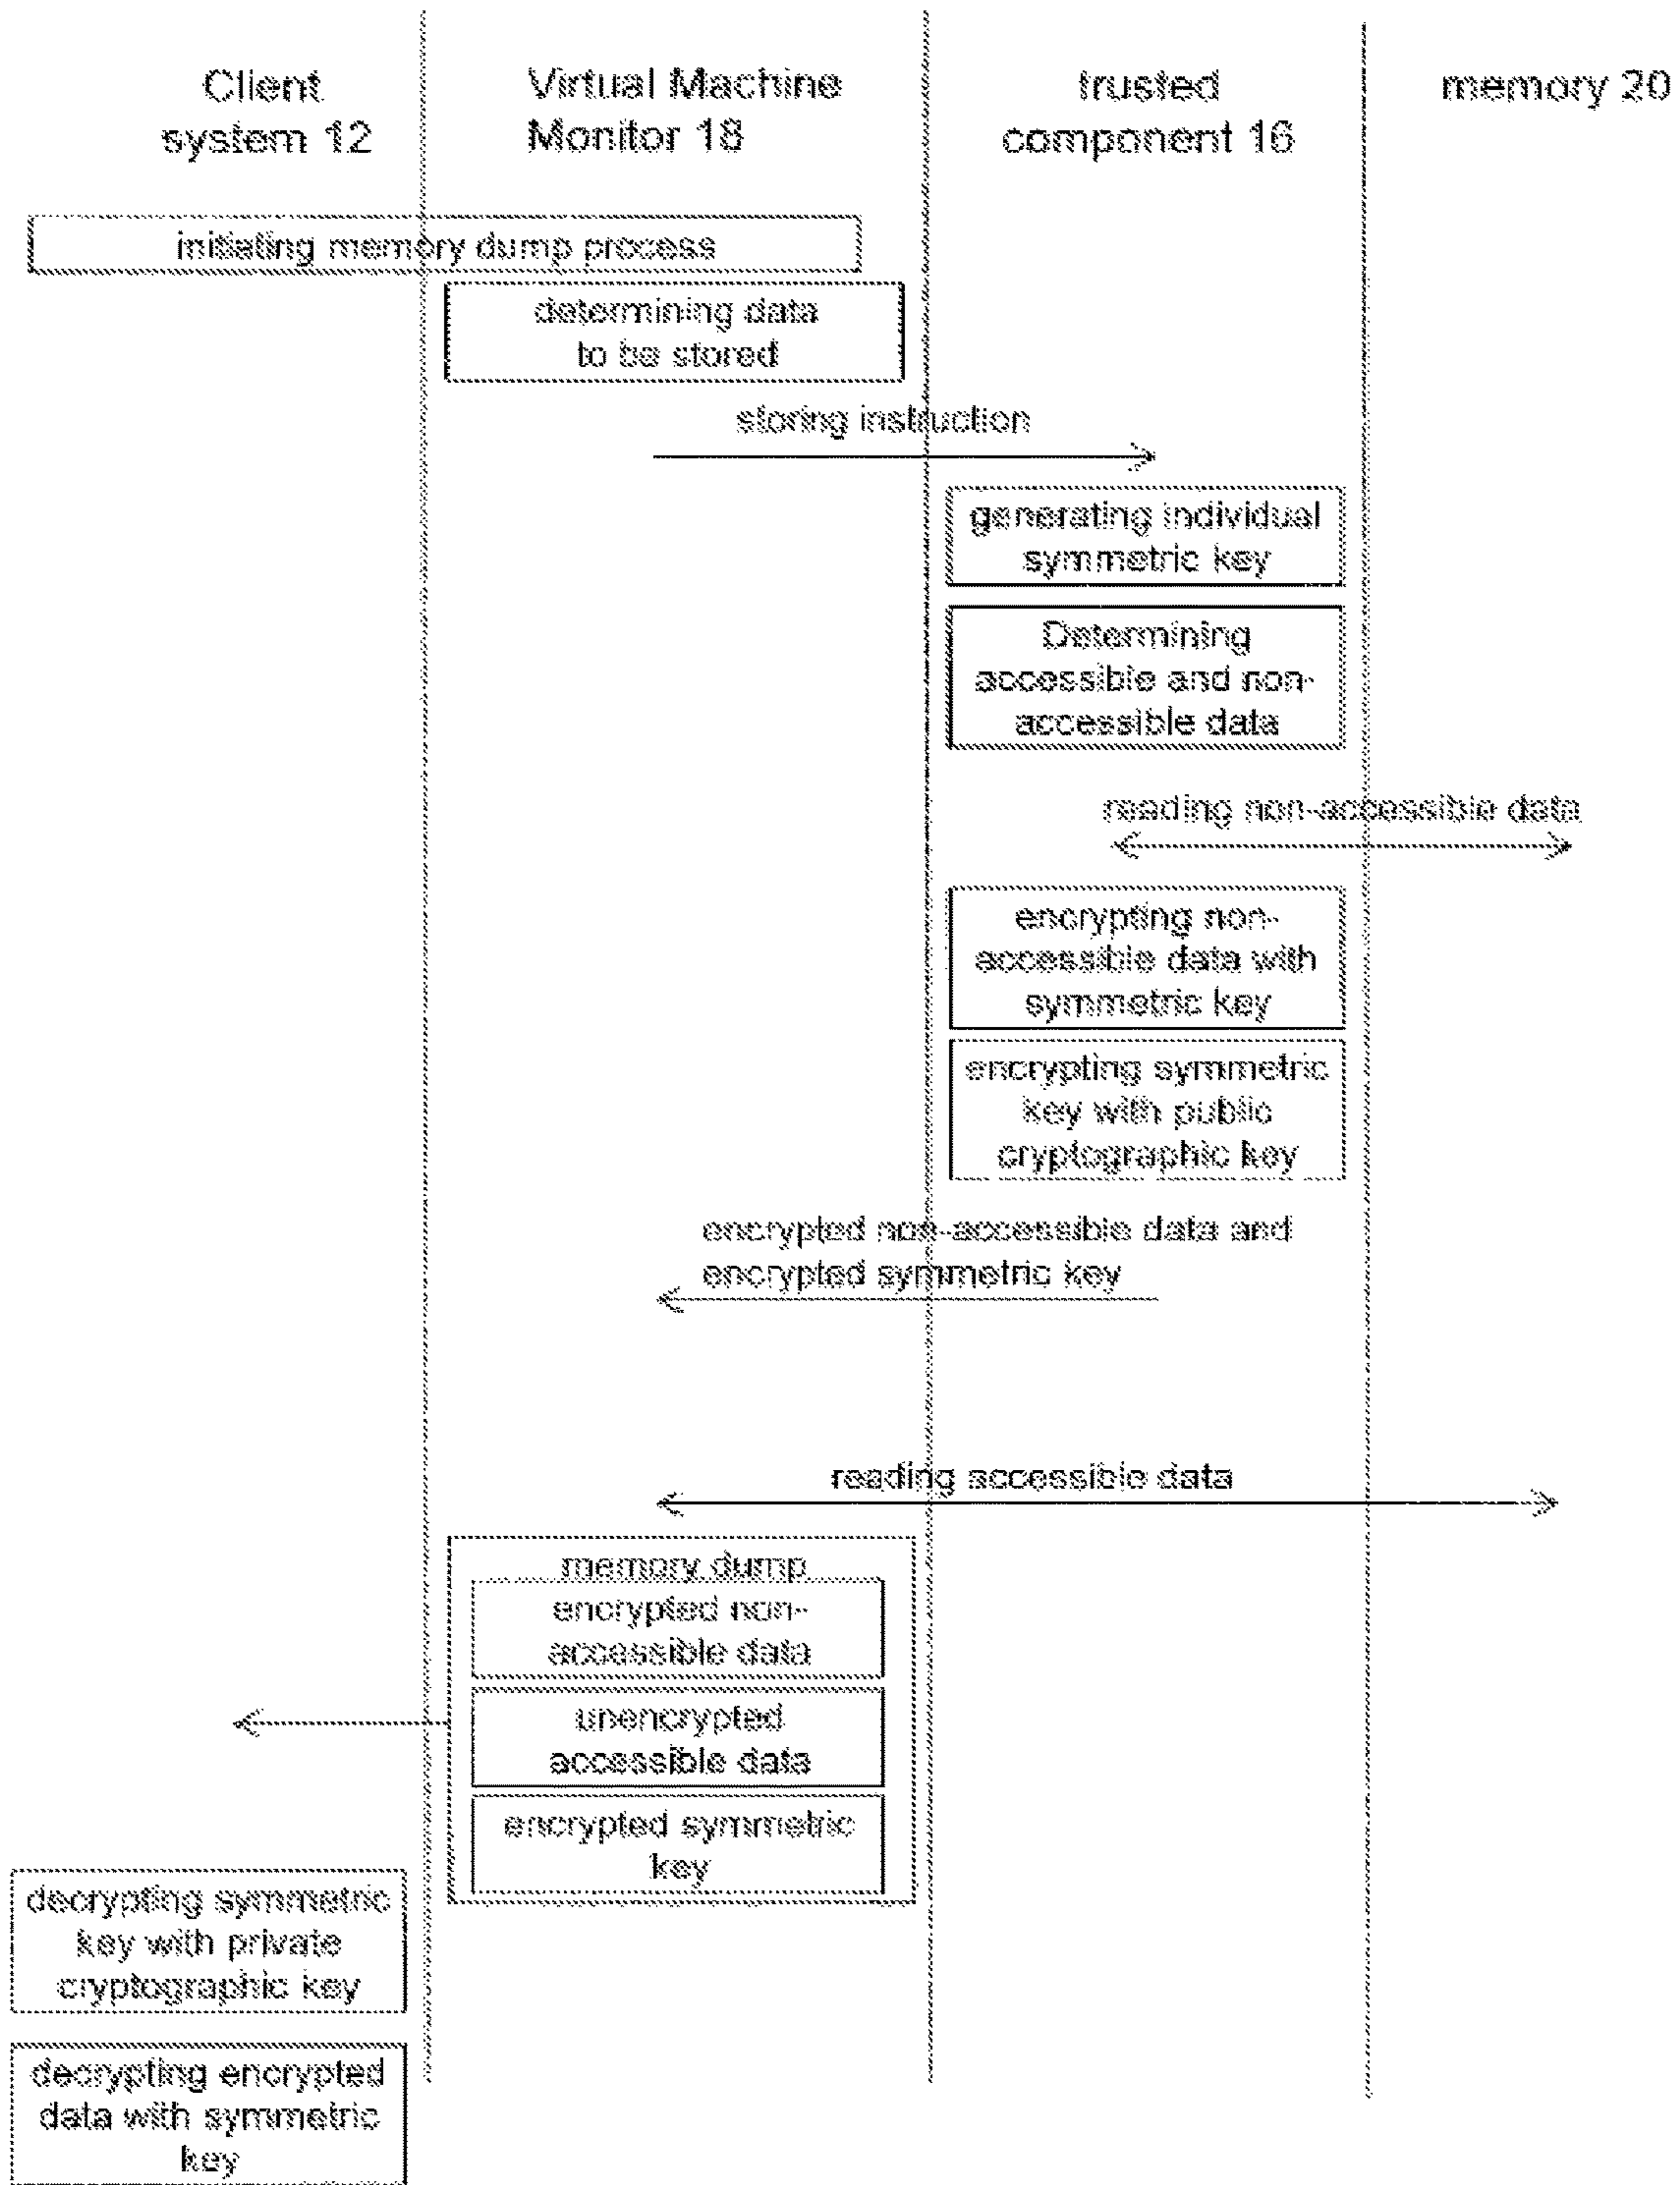 Client
system 12
Virtual Machine
Monitor 18
trusted
component 16
memory 20
initiating memory dump process
determining data
to be stored
storing instruction
generating individual
symmetric key
Determining
accessible and non-
accessible data
reading non-accessible data
encrypting non-
accessible data with
symmetric key
encrypting symmetric
key with public
cryptographic key
encrypted non-accessible data and
encrypted symmetric key
reading accessible data
memory dump
encrypted non-
accessible data
unencrypted
accessible data
encrypted symmetric
key
decrypting symmetric
key with private
cryptographic key
decrypting encrypted
data with symmetric
key